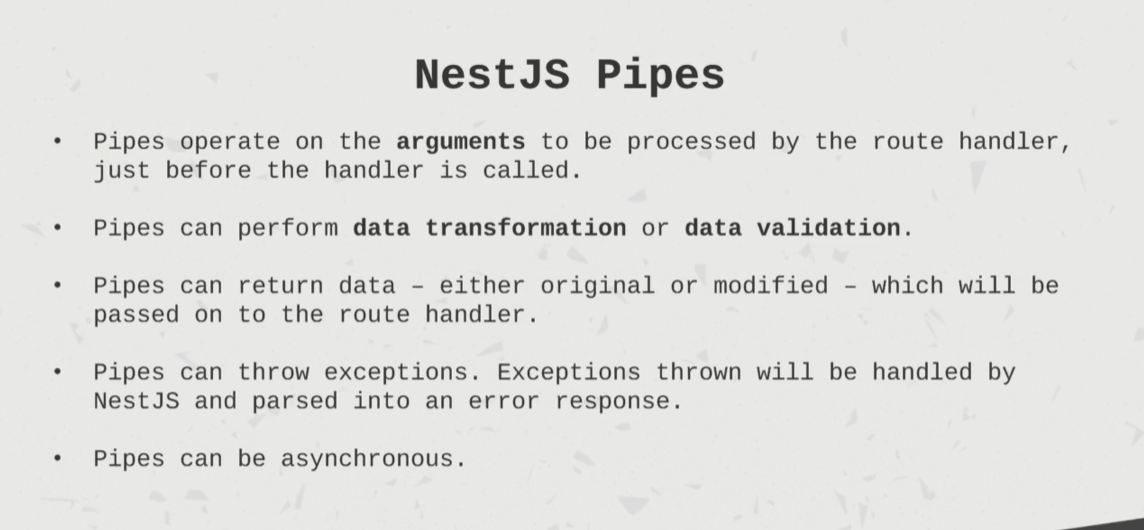 NestJS Pipes
• Pipes operate on the arguments to be processed by the route handler,
just before the handler is called.
• Pipes can perform data transformation or data validation.
• Pipes can return data – either original or modified – which will be
passed on to the route handler.
• Pipes can throw exceptions. Exceptions thrown will be handled by
NestJS and parsed into an error response.
• Pipes can be asynchronous.